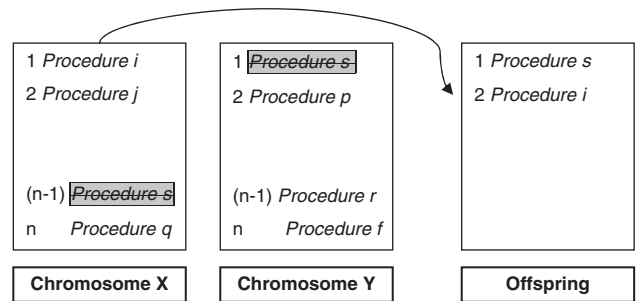 1 Procedure i
2 Procedure j
(n-1) Procedure s
n Procedure q
Chromosome X
1 Procedure s
2 Procedure p
(n-1) Procedure r
n Procedure f
Chromosome Y
1 Procedure s
2 Procedure i
Offspring